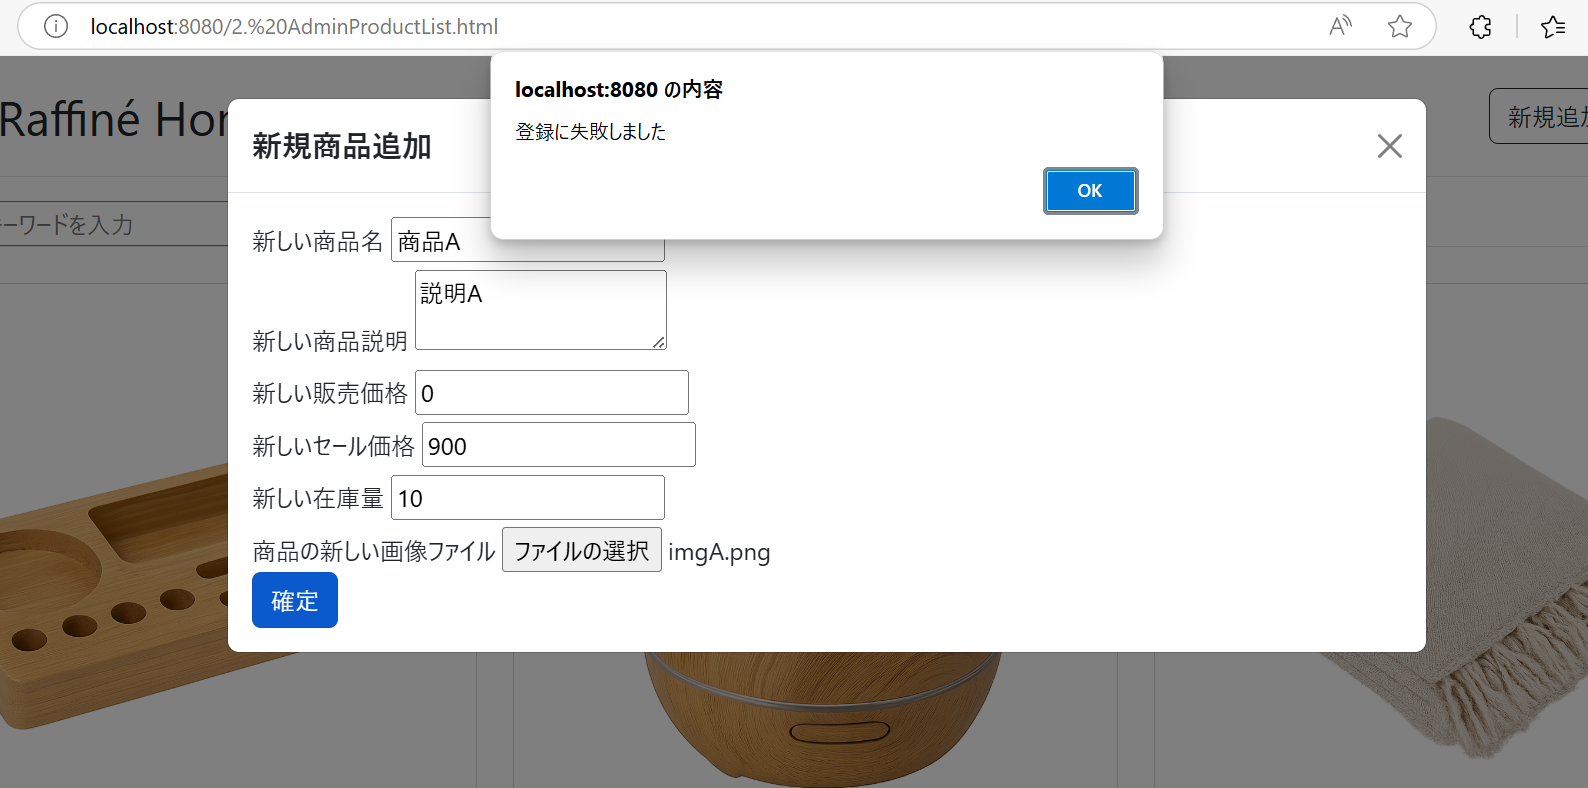 localhost:8080/2.%20AdminProductList.html
localhost:8080 の内容
登録に失敗しました
OK
Raffiné Hor
新規追加
新規商品追加
ーワードを入力
新しい商品名 商品A
新しい商品説明 説明A
新しい販売価格 0
新しいセール価格 900
新しい在庫量 10
商品の新しい画像ファイル ファイルの選択 imgA.png
確定